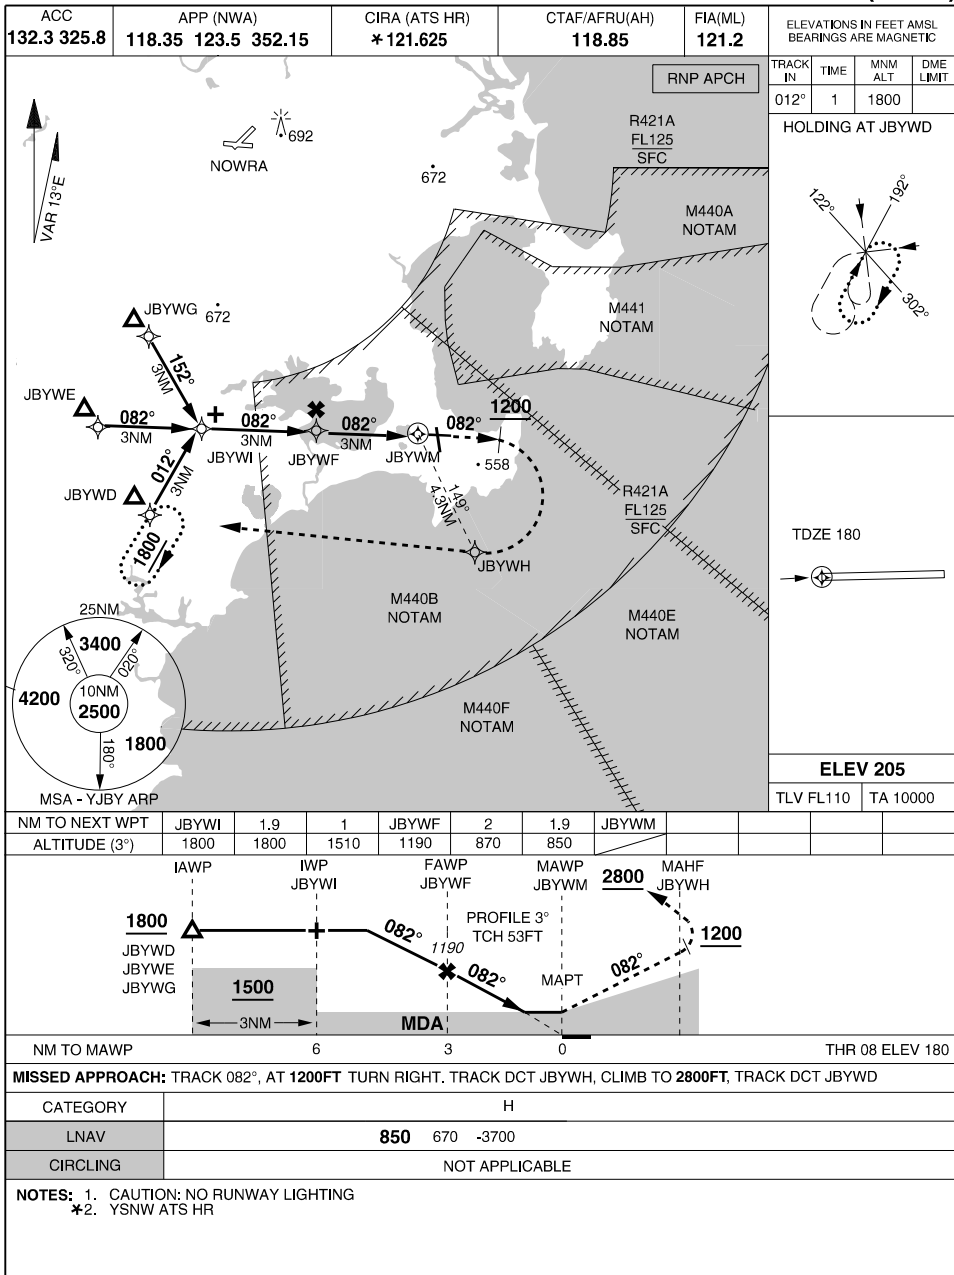 ACC
132.3 325.8
APP (NWA)
118.35 123.5 352.15
CIRA (ATS HR)
*121.625
CTAF/AFRU(AH)
118.85
FIA(ML)
121.2
ELEVATIONS IN FEET AMSL
BEARINGS ARE MAGNETIC
RNP APCH
TRACK IN
TIME
MNM ALT
DME LIMIT
012°
1
1800
HOLDING AT JBYWD
122°
192°
302°
VAR 13°E
NOWRA
692
672
R421A
FL125
SFC
M440A
NOTAM
M441
NOTAM
JBYWG
672
152°
3NM
JBYWE
082°
3NM
JBYWI
082°
3NM
JBYWF
082°
3NM
JBYWM
082°
1200
558
JBYWD
012°
3NM
1800
149°
4.3NM
JBYWH
R421A
FL125
SFC
M440B
NOTAM
M440E
NOTAM
M440F
NOTAM
TDZE 180
25NM
3400
320°
020°
4200
10NM
2500
180°
1800
MSA - YJBY ARP
ELEV 205
TLV FL110
TA 10000
NM TO NEXT WPT JBYWI 1.9 1 JBYWF 2 1.9 JBYWM
ALTITUDE (3°) 1800 1800 1510 1190 870 850
IAWP
IWP
JBYWI
FAWP
JBYWF
MAWP
JBYWM
MAHF
JBYWH
2800
1800
JBYWD
JBYWE
JBYWG
082°
1190
PROFILE 3°
TCH 53FT
082°
MAPT
082°
1200
1500
3NM
MDA
NM TO MAWP 6 3 0 THR 08 ELEV 180
MISSED APPROACH: TRACK 082°, AT 1200FT TURN RIGHT. TRACK DCT JBYWH, CLIMB TO 2800FT, TRACK DCT JBYWD
CATEGORY H
LNAV 850 670 -3700
CIRCLING NOT APPLICABLE
NOTES: 1. CAUTION: NO RUNWAY LIGHTING
*2. YSNW ATS HR